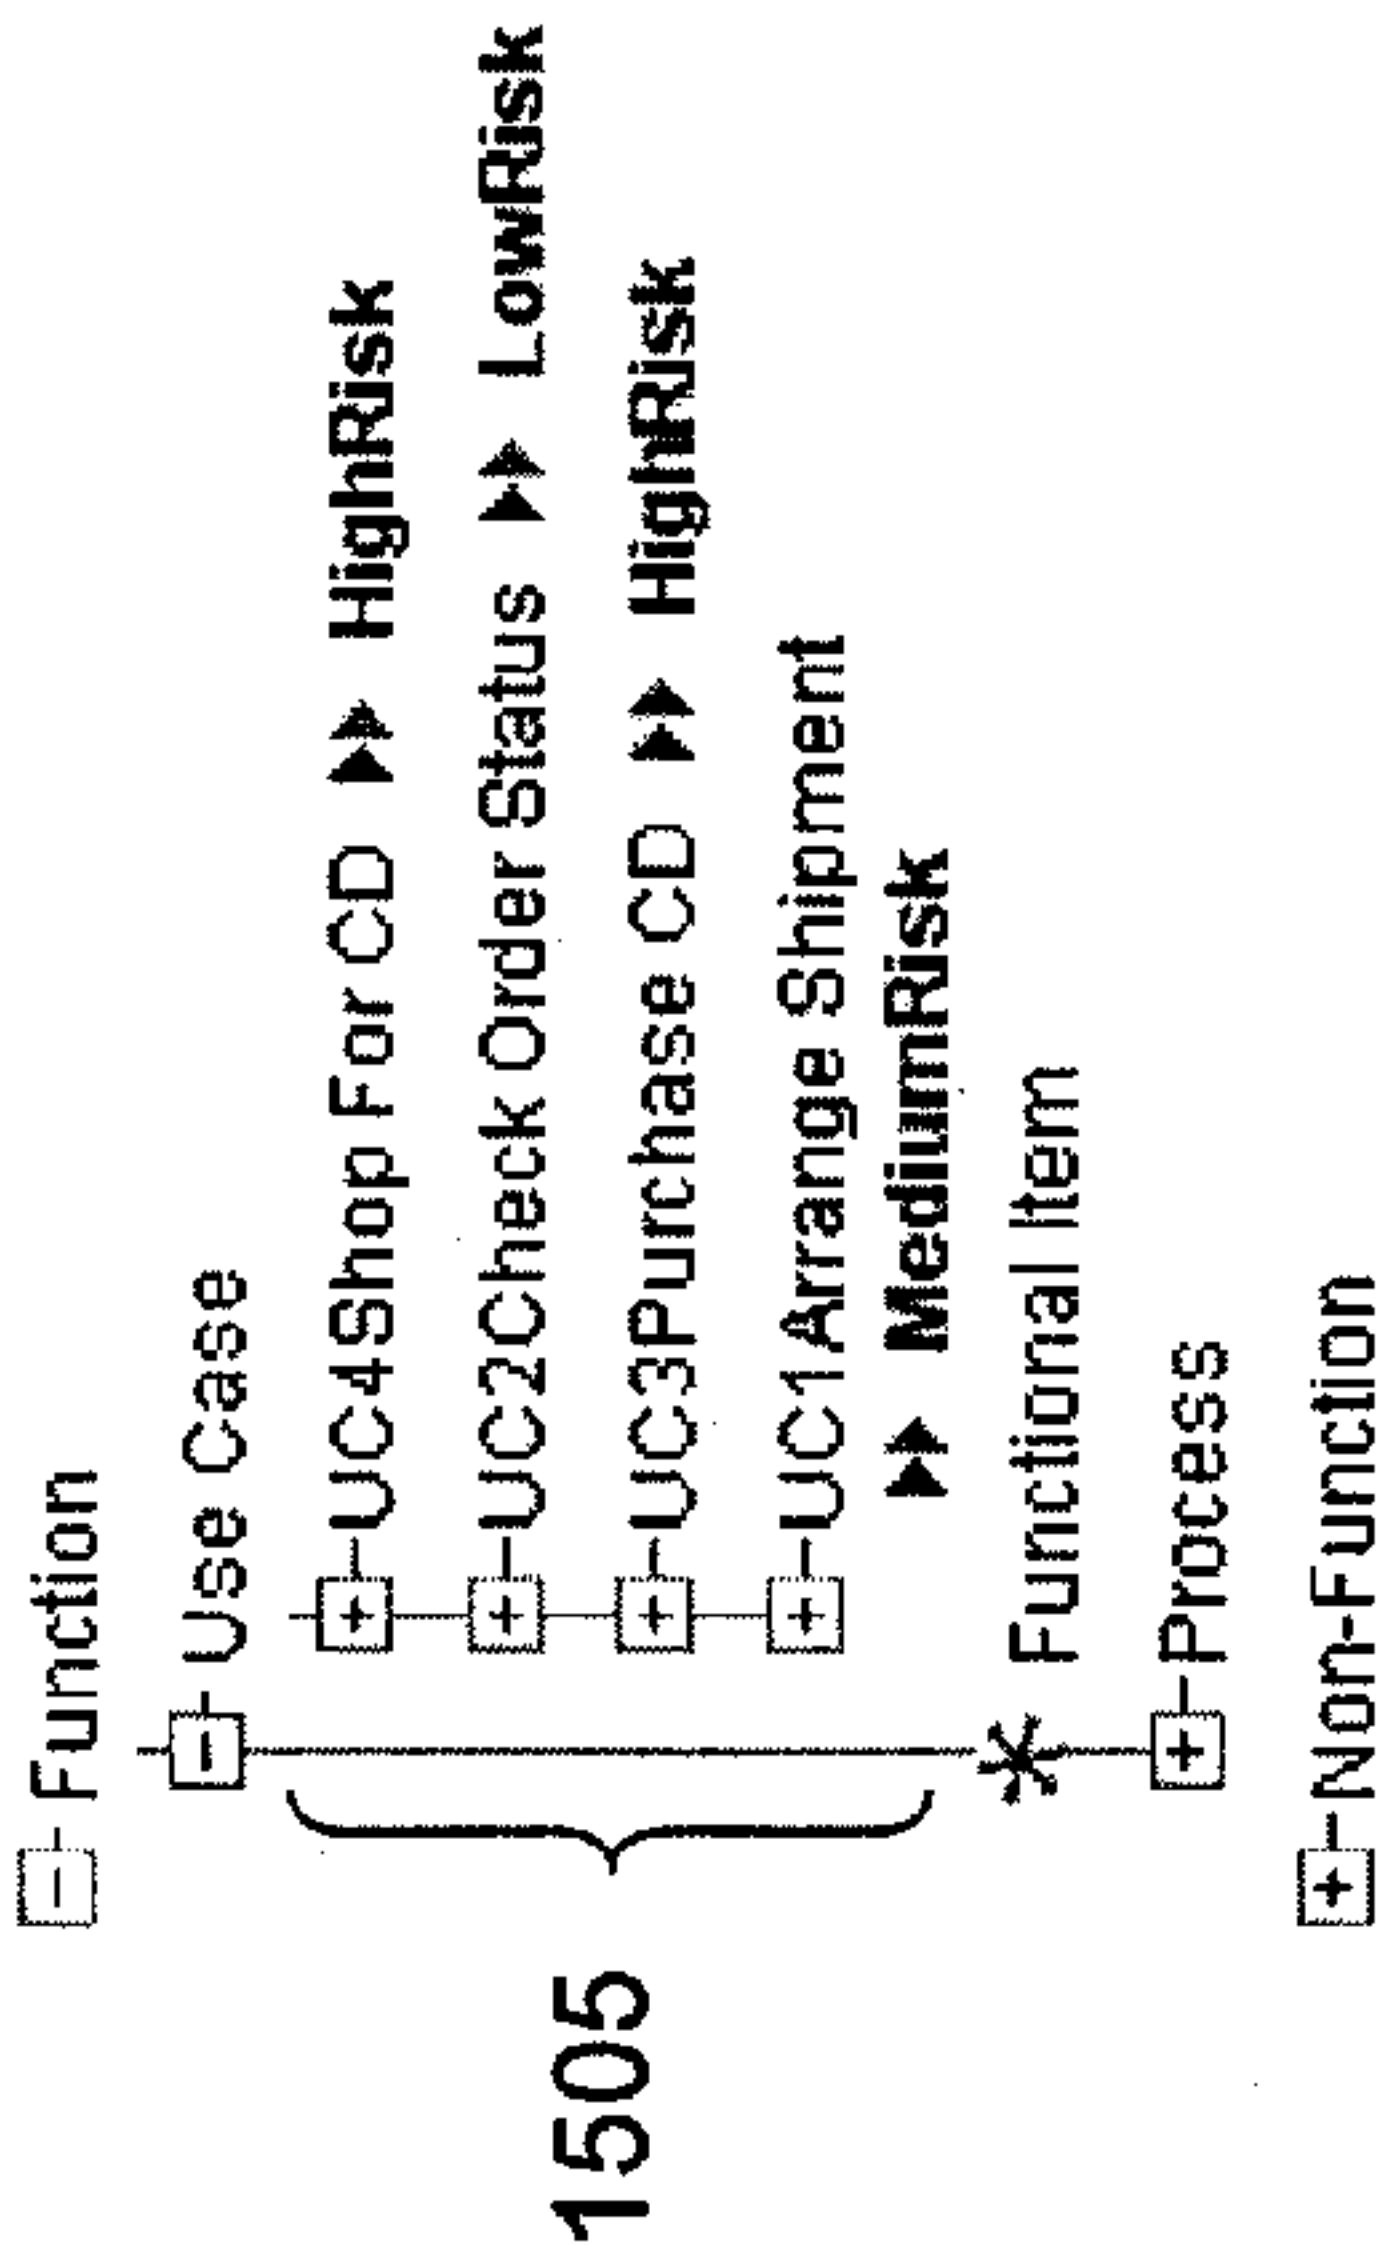 Function
Use Case
UC4Shop For CD ▶▶ HighRisk
UC2Check Order Status ▶▶ LowRisk
UC3Purchase CD ▶▶ HighRisk
UC1Arrange Shipment
▶▶ MediumRisk
Functional Item
Process
Non-Function
1505